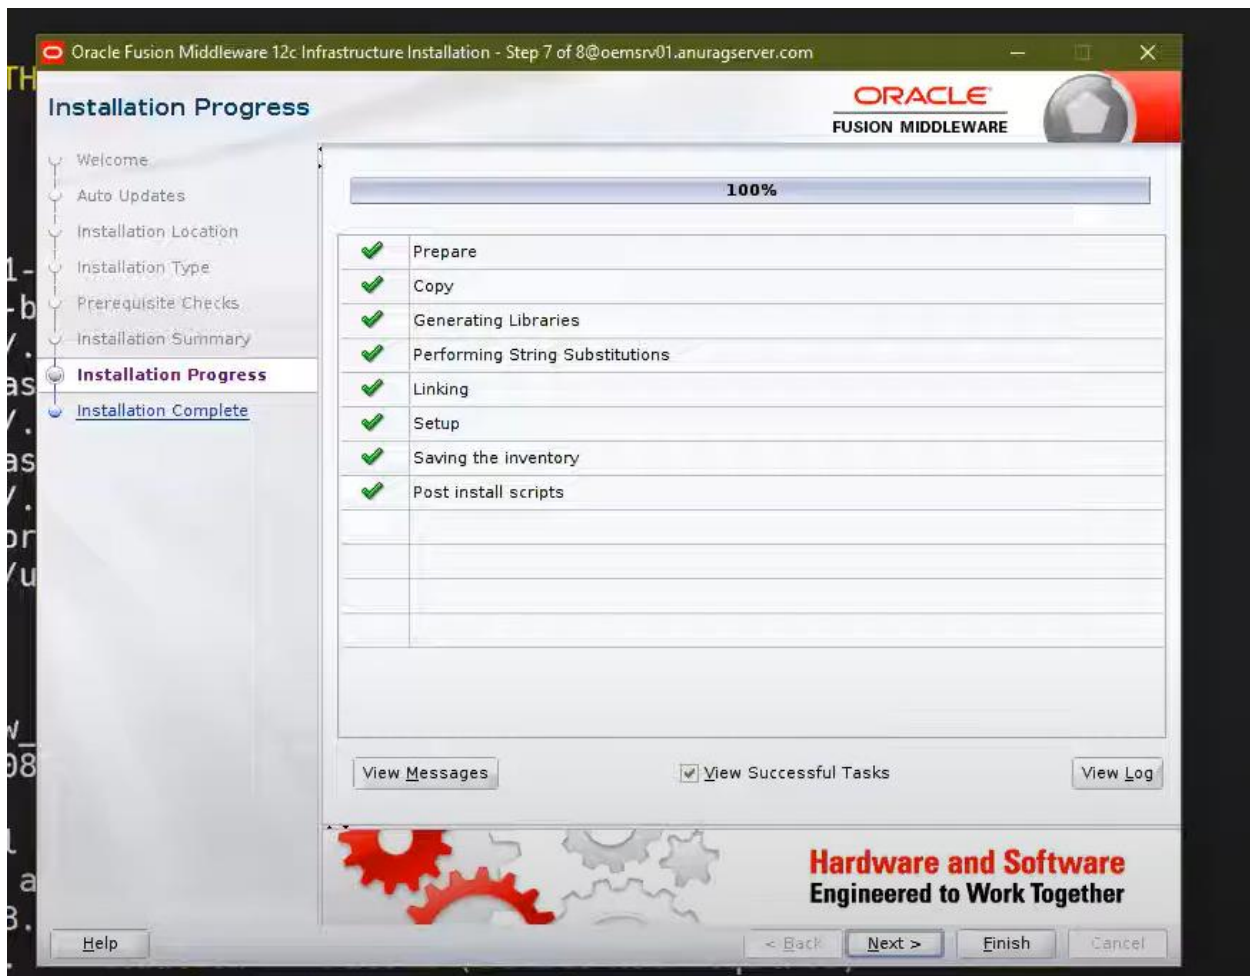 Oracle Fusion Middleware 12c Infrastructure Installation - Step 7 of 8@oemsrv01.anuragserver.com
TH
Installation Progress
ORACLE
FUSION MIDDLEWARE
Welcome
Auto Updates
Installation Location
Installation Type
Prerequisite Checks
Installation Summary
Installation Progress
Installation Complete
100%
Prepare
Copy
Generating Libraries
Performing String Substitutions
Linking
Setup
Saving the inventory
Post install scripts
View Messages
View Successful Tasks
View Log
Hardware and Software
Engineered to Work Together
Help
< Back
Next >
Finish
Cancel